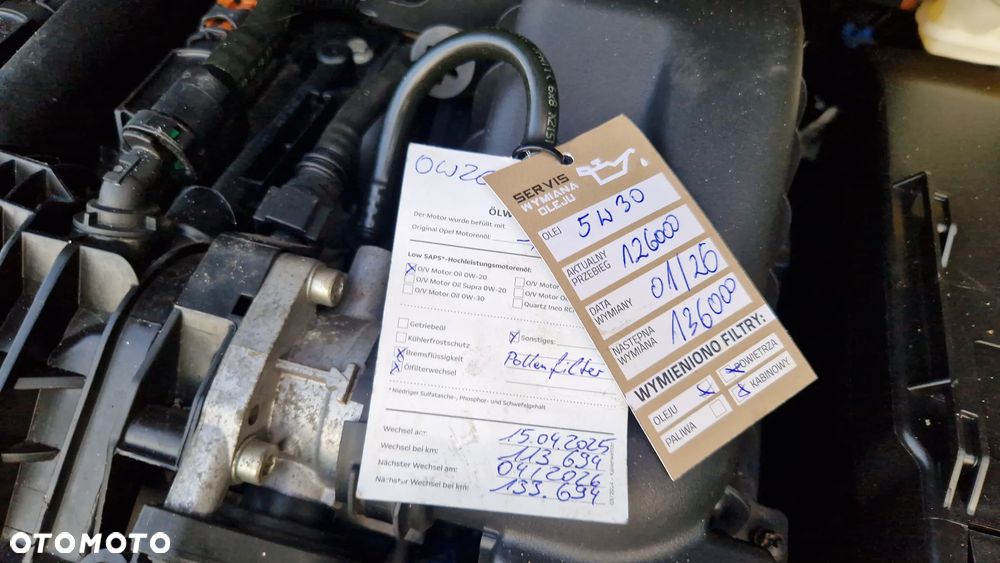 0W20
ÖLW
Der Motor wurde befüllt mit
Original Opel Motorenöl:
Low SAPS*-Hochleistungsmotorenöl:
O/V Motor Oil 0W-20
O/V Motor Oil Supra 0W-20
O/V Motor Oil 0W-30
O/V Motor
O/V Motor O
Quartz Ineo RC
Getriebeöl
Kühlerfrostschutz
Bremsflüssigkeit
Ölfilterwechsel
Sonstiges:
Pollenfilter
* Niedriger Sulfatasche-, Phosphor- und Schwefelgehalt
Wechsel am: 15.04.2025
Wechsel bei km: 113.694
Nächster Wechsel am: 04.2026
Nächster Wechsel bei km: 133.694
SERVIS
WYMIANA
OLEJU
OLEJ 5W30
AKTUALNY
PRZEBIEG 126000
DATA
WYMIANY 01/26
NASTĘPNA
WYMIANA 136000
WYMIENIONO FILTRY:
OLEJU
POWIETRZA
PALIWA
KABINOWY
OTOMOTO